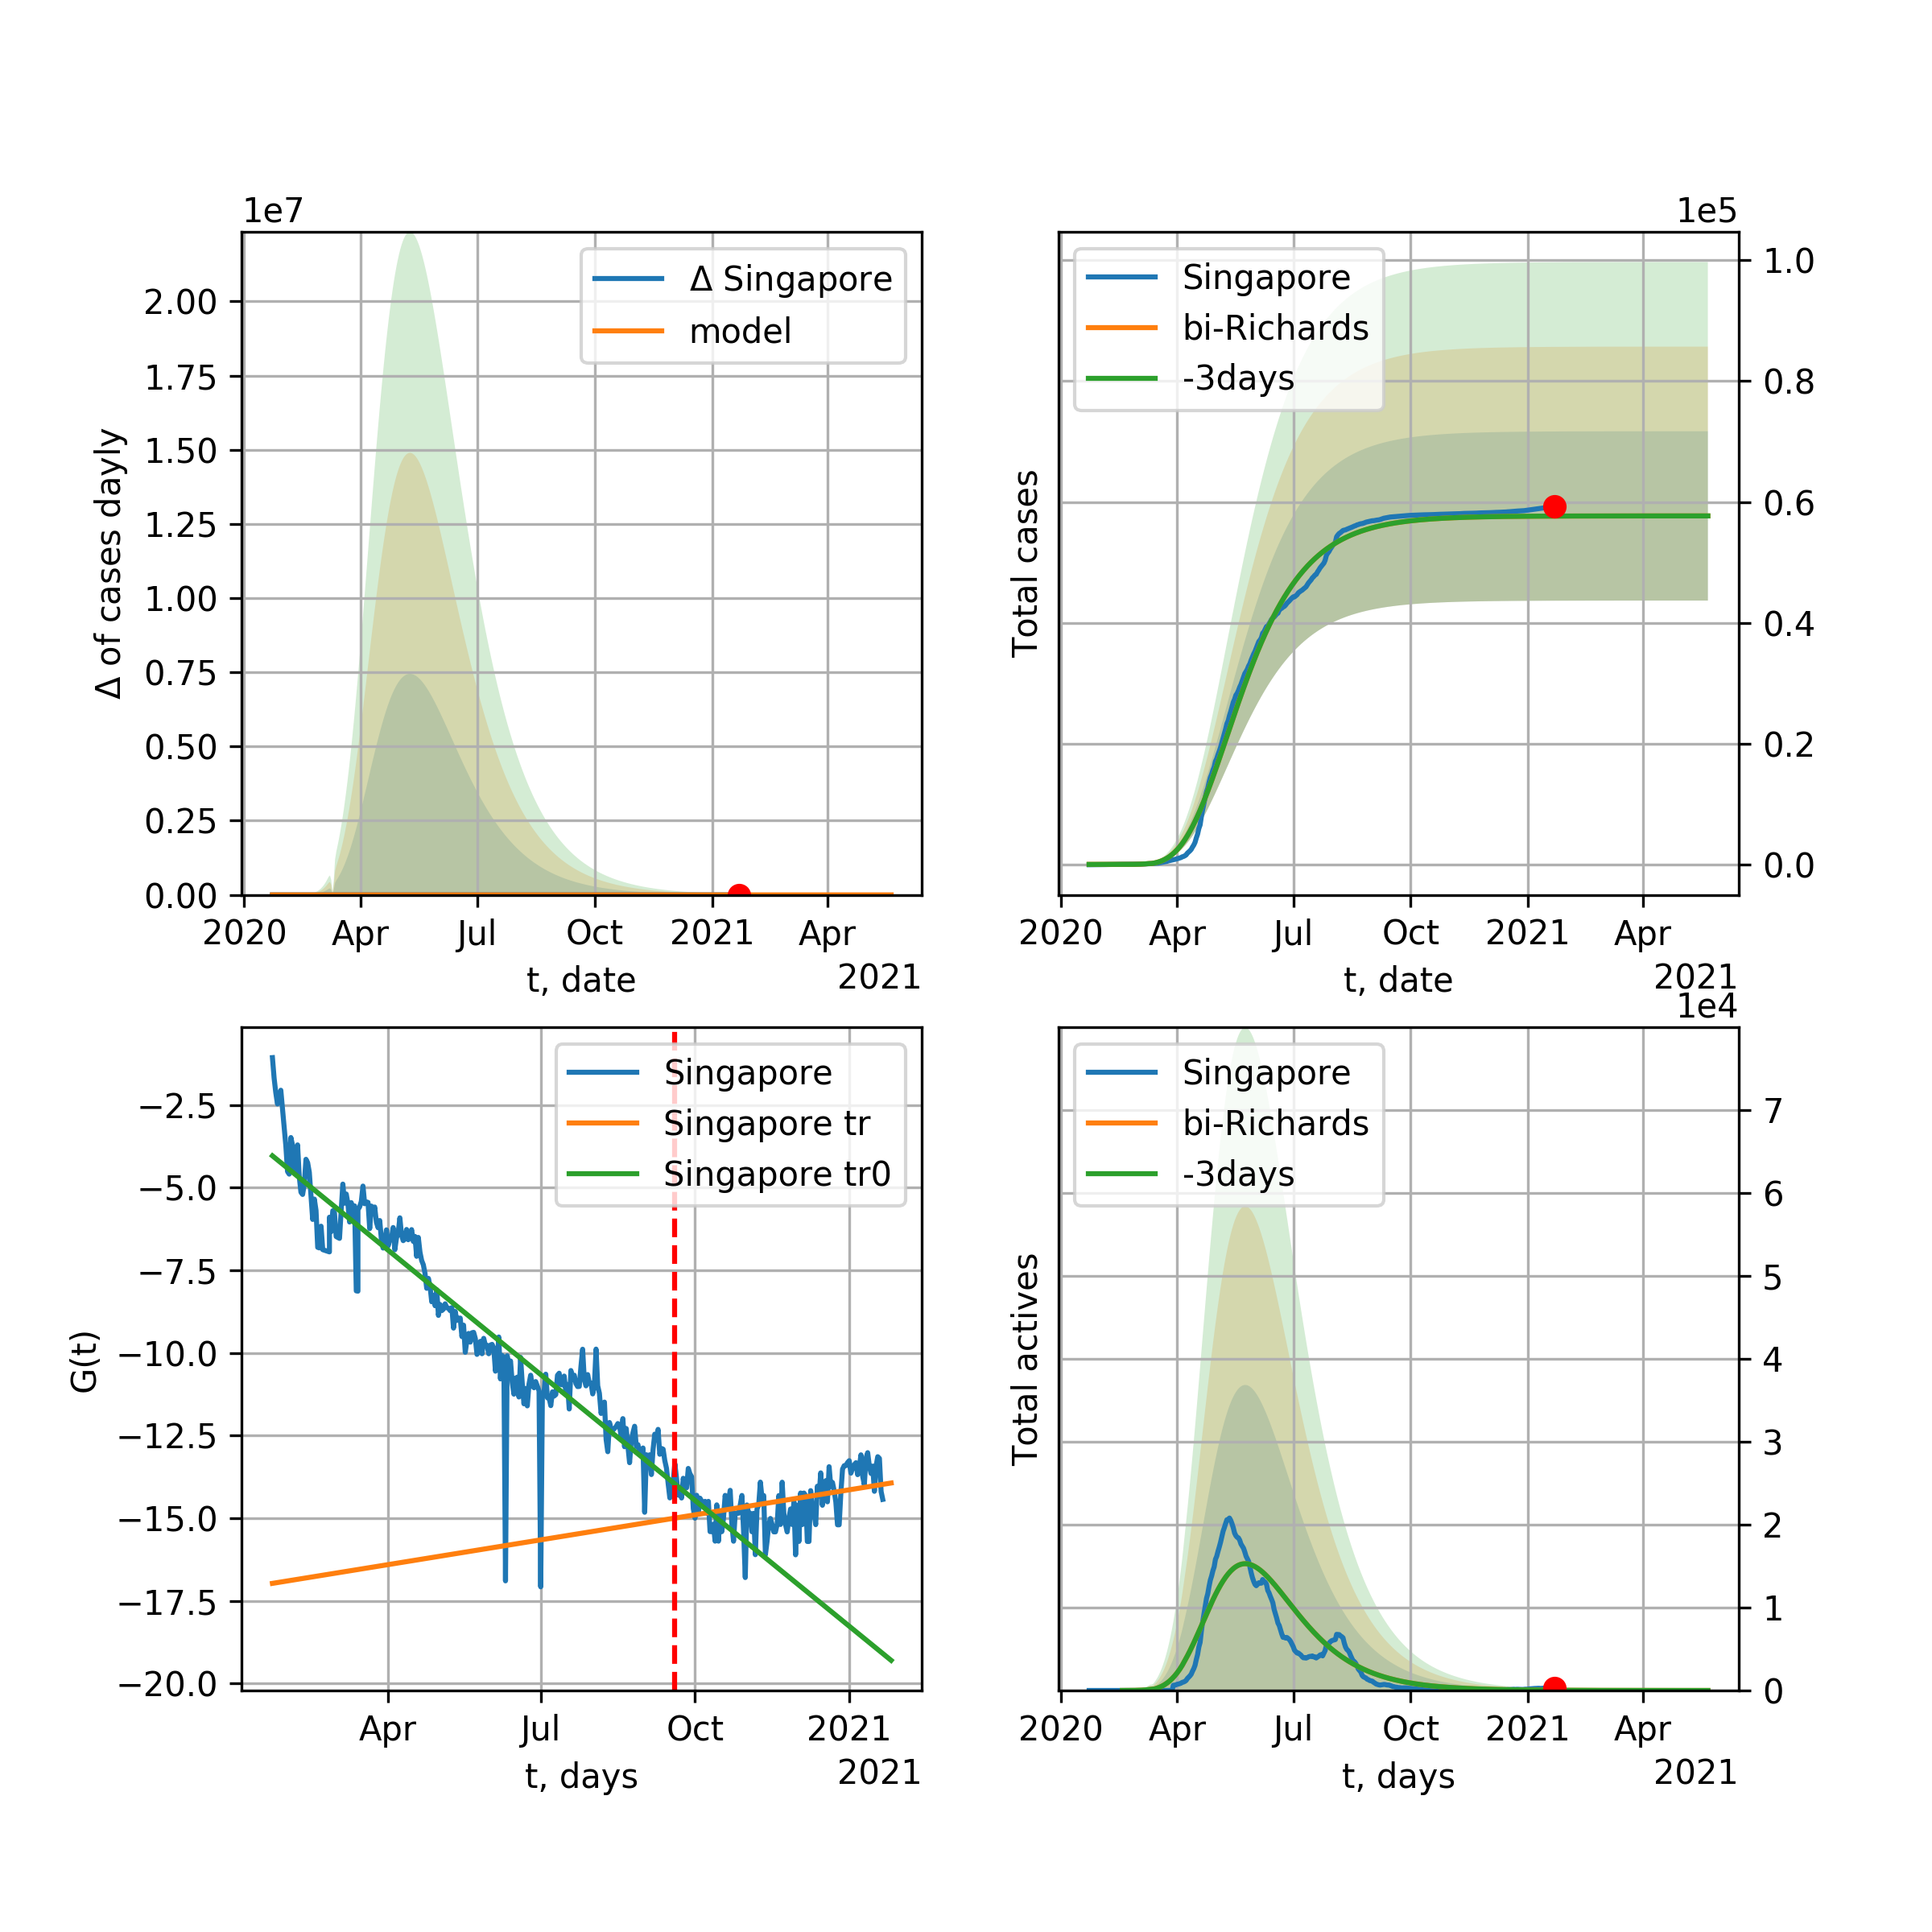 1e7
Δ Singapore
model
2.00
1.75
1.50
1.25
1.00
0.75
0.50
0.25
0.00
Δ of cases dayly
2020 Apr Jul Oct 2021 Apr
t, date
2021
1e5
Singapore
bi-Richards
-3days
1.0
0.8
0.6
0.4
0.2
0.0
Total cases
2020 Apr Jul Oct 2021 Apr
t, date
2021
Singapore
Singapore tr
Singapore tr0
−2.5
−5.0
−7.5
−10.0
−12.5
−15.0
−17.5
−20.0
G(t)
Apr Jul Oct 2021
t, days
2021
1e4
Singapore
bi-Richards
-3days
7
6
5
4
3
2
1
0
Total actives
2020 Apr Jul Oct 2021 Apr
t, days
2021